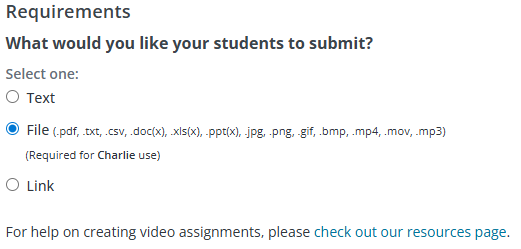 Requirements
What would you like your students to submit?
Select one:
Text
File (.pdf, .txt, .csv, .doc(x), .xls(x), .ppt(x), .jpg, .png, .gif, .bmp, .mp4, .mov, .mp3)
(Required for Charlie use)
Link
For help on creating video assignments, please check out our resources page.